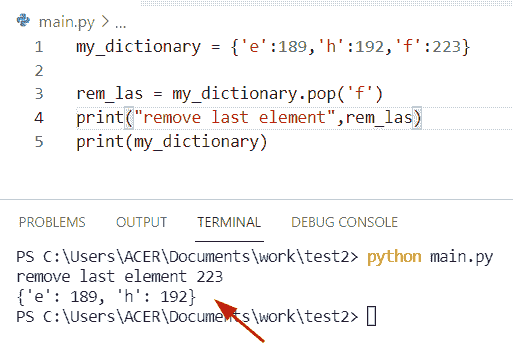 main.py > ...
1 my_dictionary = {'e':189,'h':192,'f':223}
2
3 rem_las = my_dictionary.pop('f')
4 print("remove last element",rem_las)
5 print(my_dictionary)
PROBLEMS OUTPUT TERMINAL DEBUG CONSOLE
PS C:\Users\ACER\Documents\work\test2> python main.py
remove last element 223
{'e': 189, 'h': 192}
PS C:\Users\ACER\Documents\work\test2>